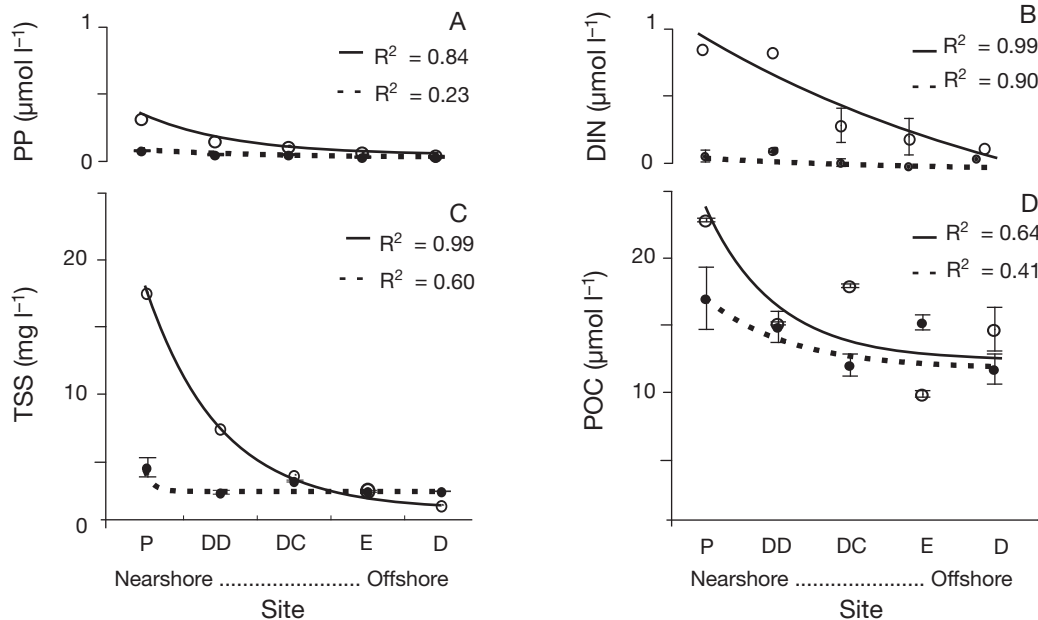 A
PP (µmol l⁻¹)
1
0
R² = 0.84
R² = 0.23
B
DIN (µmol l⁻¹)
1
0
R² = 0.99
R² = 0.90
C
TSS (mg l⁻¹)
20
10
0
R² = 0.99
R² = 0.60
P DD DC E D
Nearshore ........................ Offshore
Site
D
POC (µmol l⁻¹)
20
10
R² = 0.64
R² = 0.41
P DD DC E D
Nearshore ........................ Offshore
Site